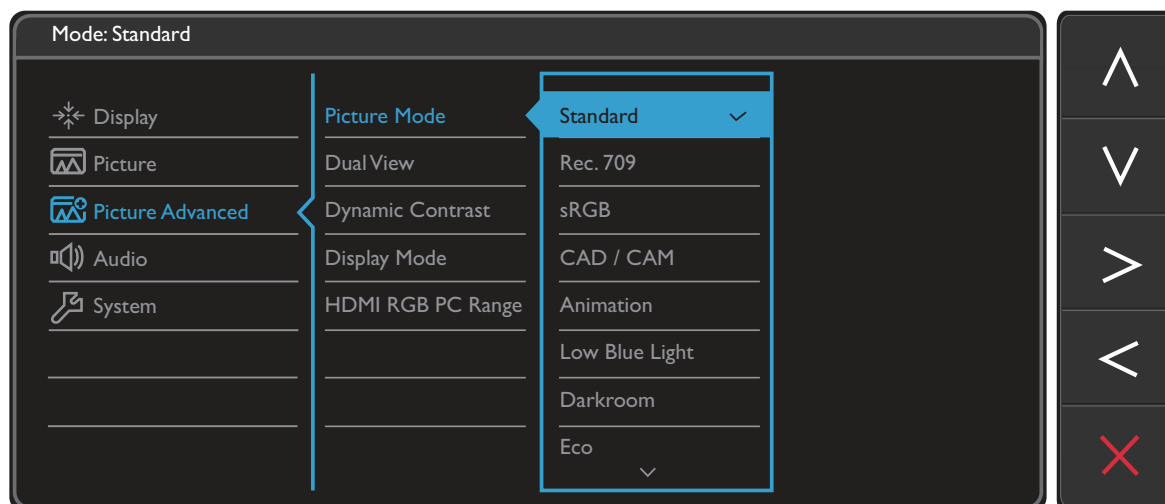 Mode: Standard
Display
Picture
Picture Advanced
Audio
System
Picture Mode
Dual View
Dynamic Contrast
Display Mode
HDMI RGB PC Range
Standard
Rec. 709
sRGB
CAD / CAM
Animation
Low Blue Light
Darkroom
Eco